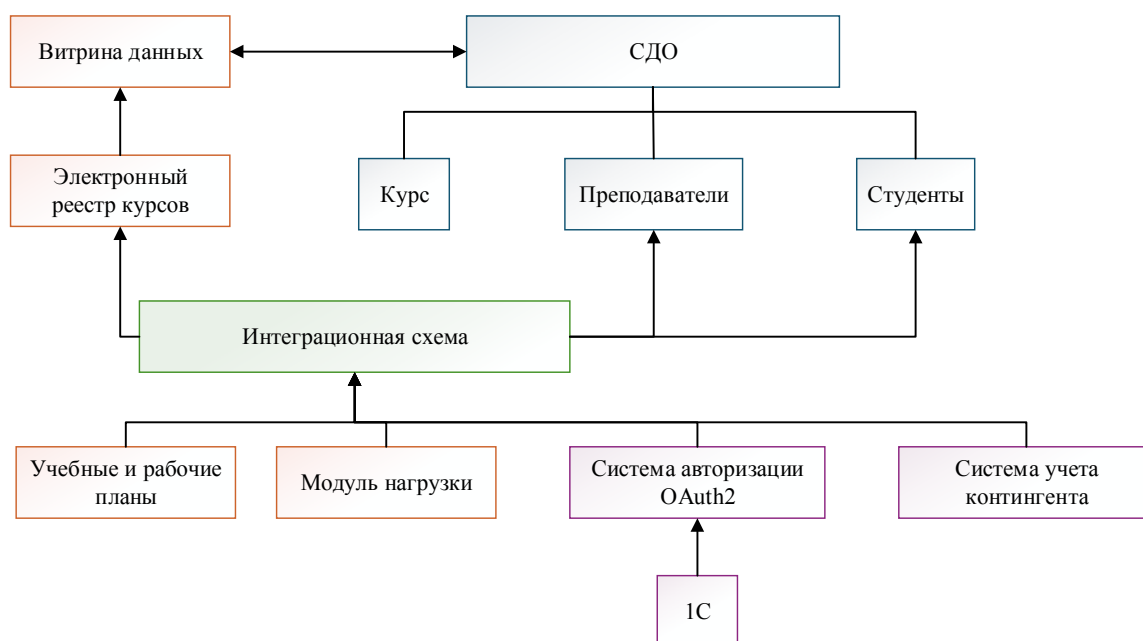 Витрина данных
СДО
Электронный
реестр курсов
Курс
Преподаватели
Студенты
Интеграционная схема
Учебные и рабочие
планы
Модуль нагрузки
Система авторизации
OAuth2
Система учета
контингента
1С